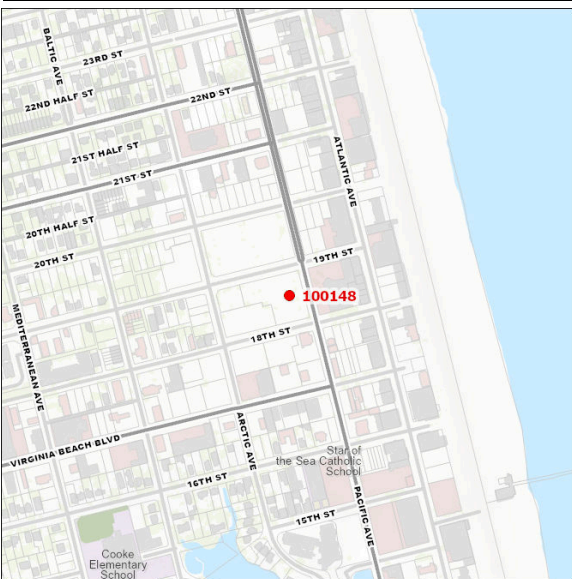 BALTIC AVE
23RD ST
22ND HALF ST
22ND ST
21ST HALF ST
ATLANTIC AVE
21ST ST
20TH HALF ST
20TH ST
19TH ST
100148
MEDITERRANEAN AVE
18TH ST
VIRGINIA BEACH BLVD
ARCTIC AVE
Star of
the Sea Catholic
School
16TH ST
PACIFIC AVE
15TH ST
Cooke
Elementary
School